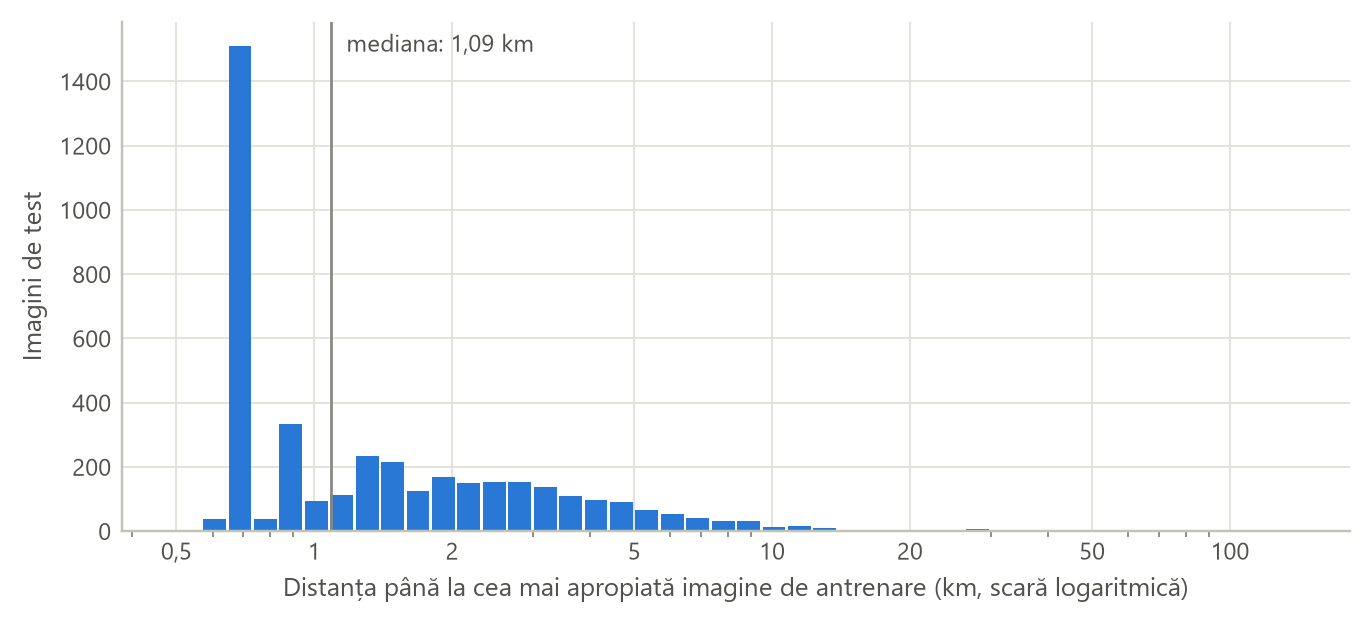 mediana: 1,09 km
Imagini de test
1400
1200
1000
800
600
400
200
0
0,5 1 2 5 10 20 50 100
Distanța până la cea mai apropiată imagine de antrenare (km, scară logaritmică)